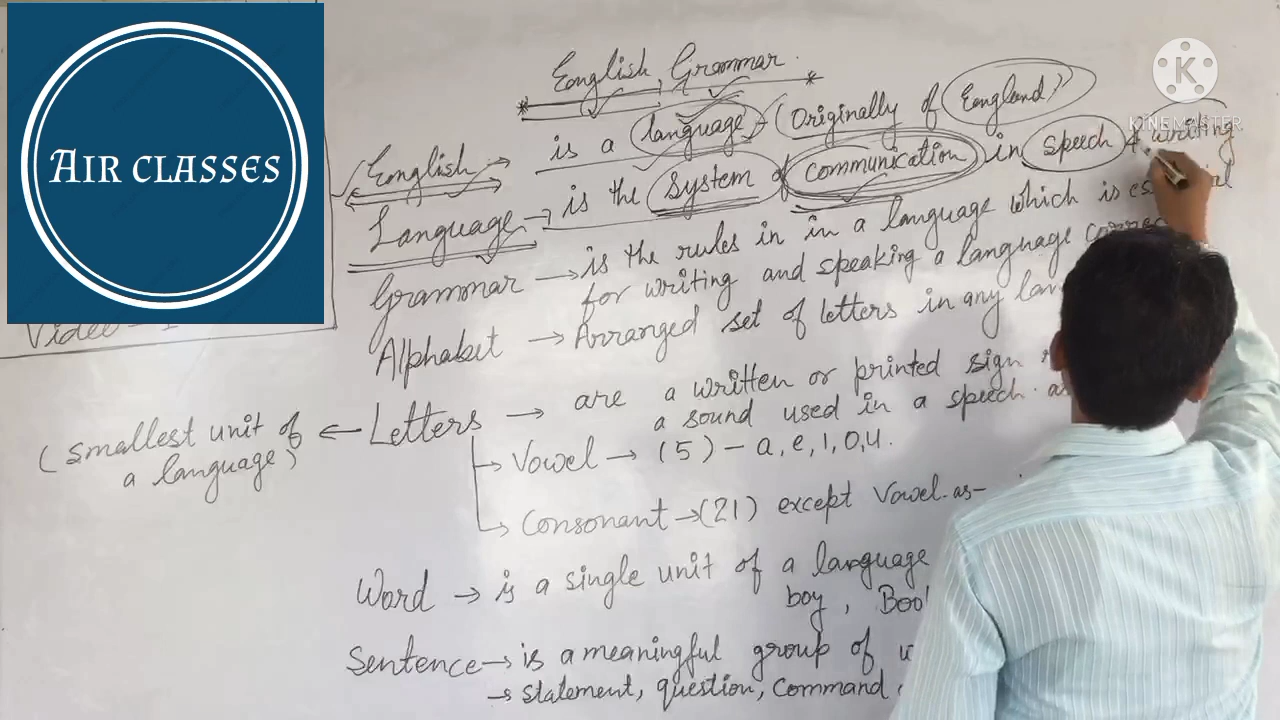 AIR CLASSES
KINEMASTER
English Grammar
English → is a language - (Originally of England)
Language → is the system of communication in speech & writing
Grammar → is the rules in in a language which is
for writing and speaking a language
Alphabet → Arranged set of letters in any
(smallest unit of a language) ← Letters → are a written or printed sign
a sound used in a speech.
Vowel → (5) - a, e, i, o, u.
Consonant → (21) except vowel. as-
Word → is a single unit of a language
boy,
Sentence → is a meaningful group of
→ statement, question, command,
Video - 1